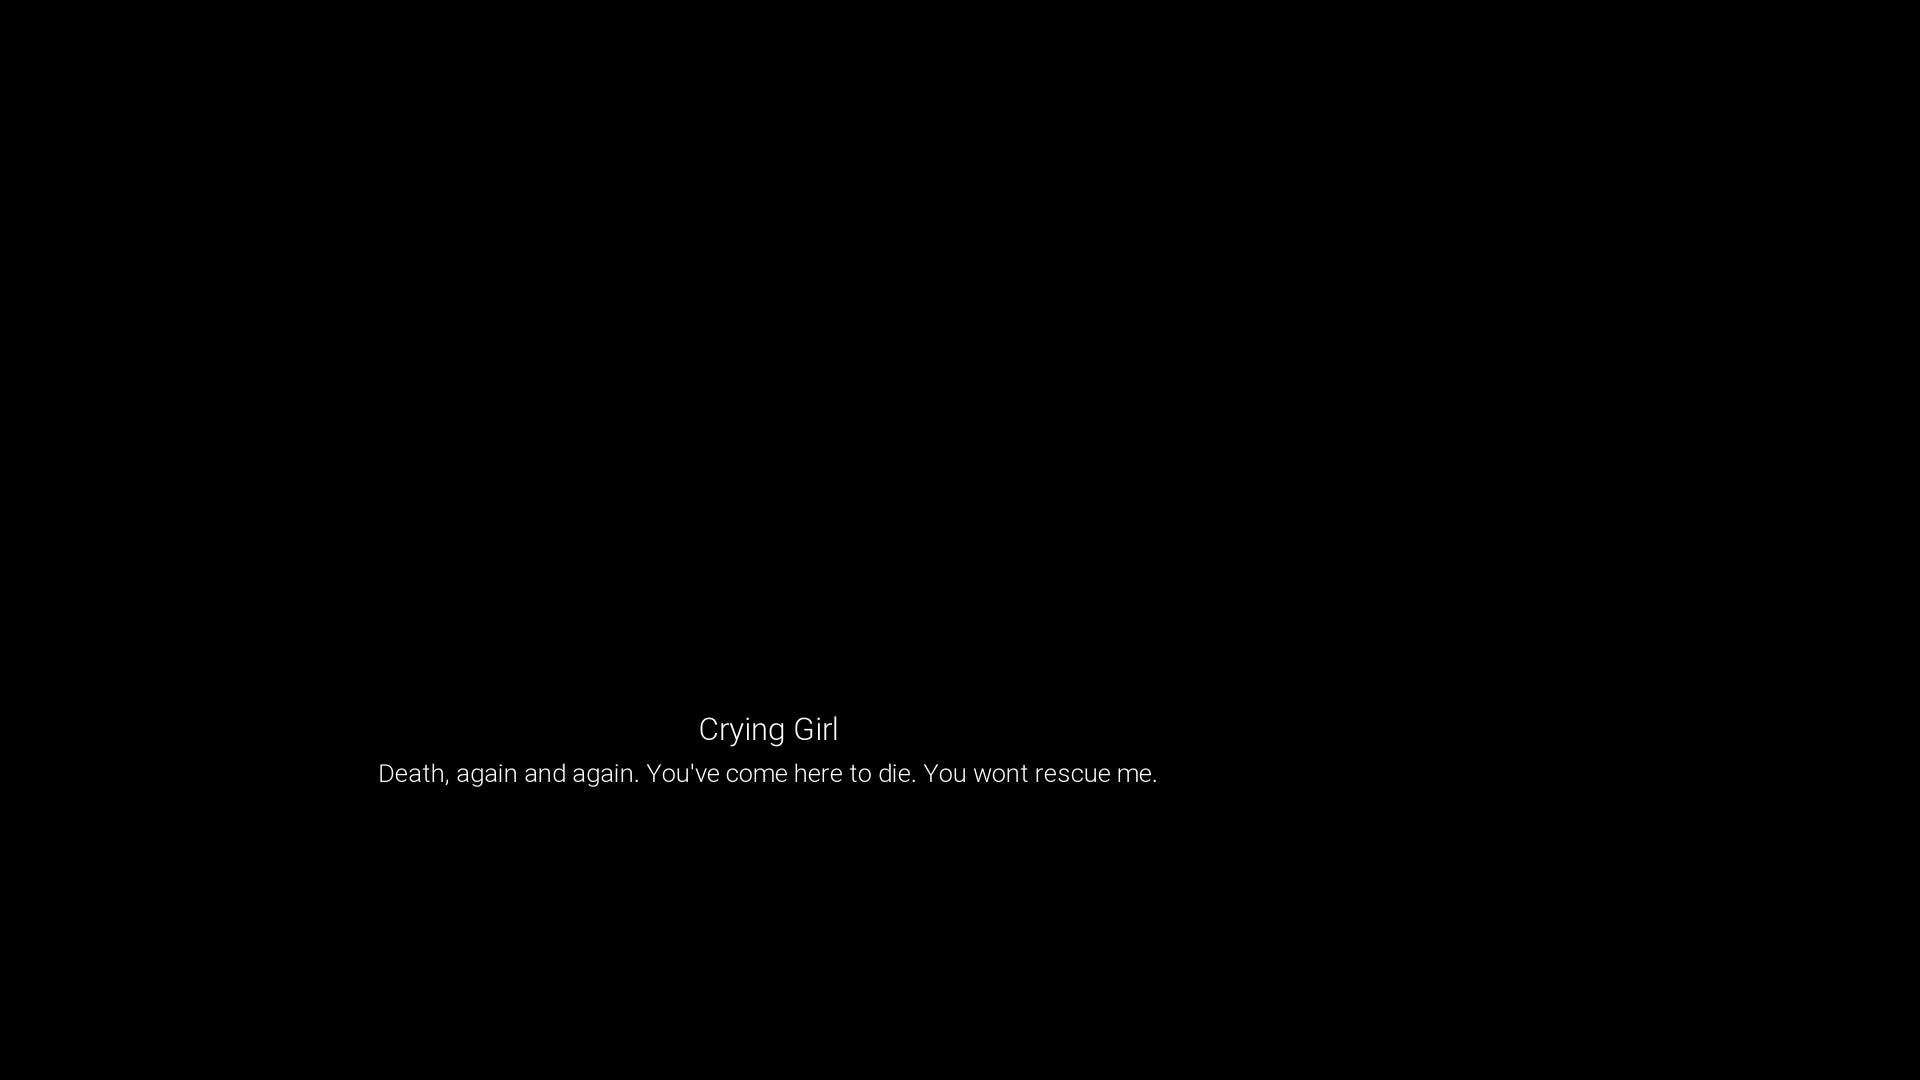 Crying Girl
Death, again and again. You've come here to die. You wont rescue me.